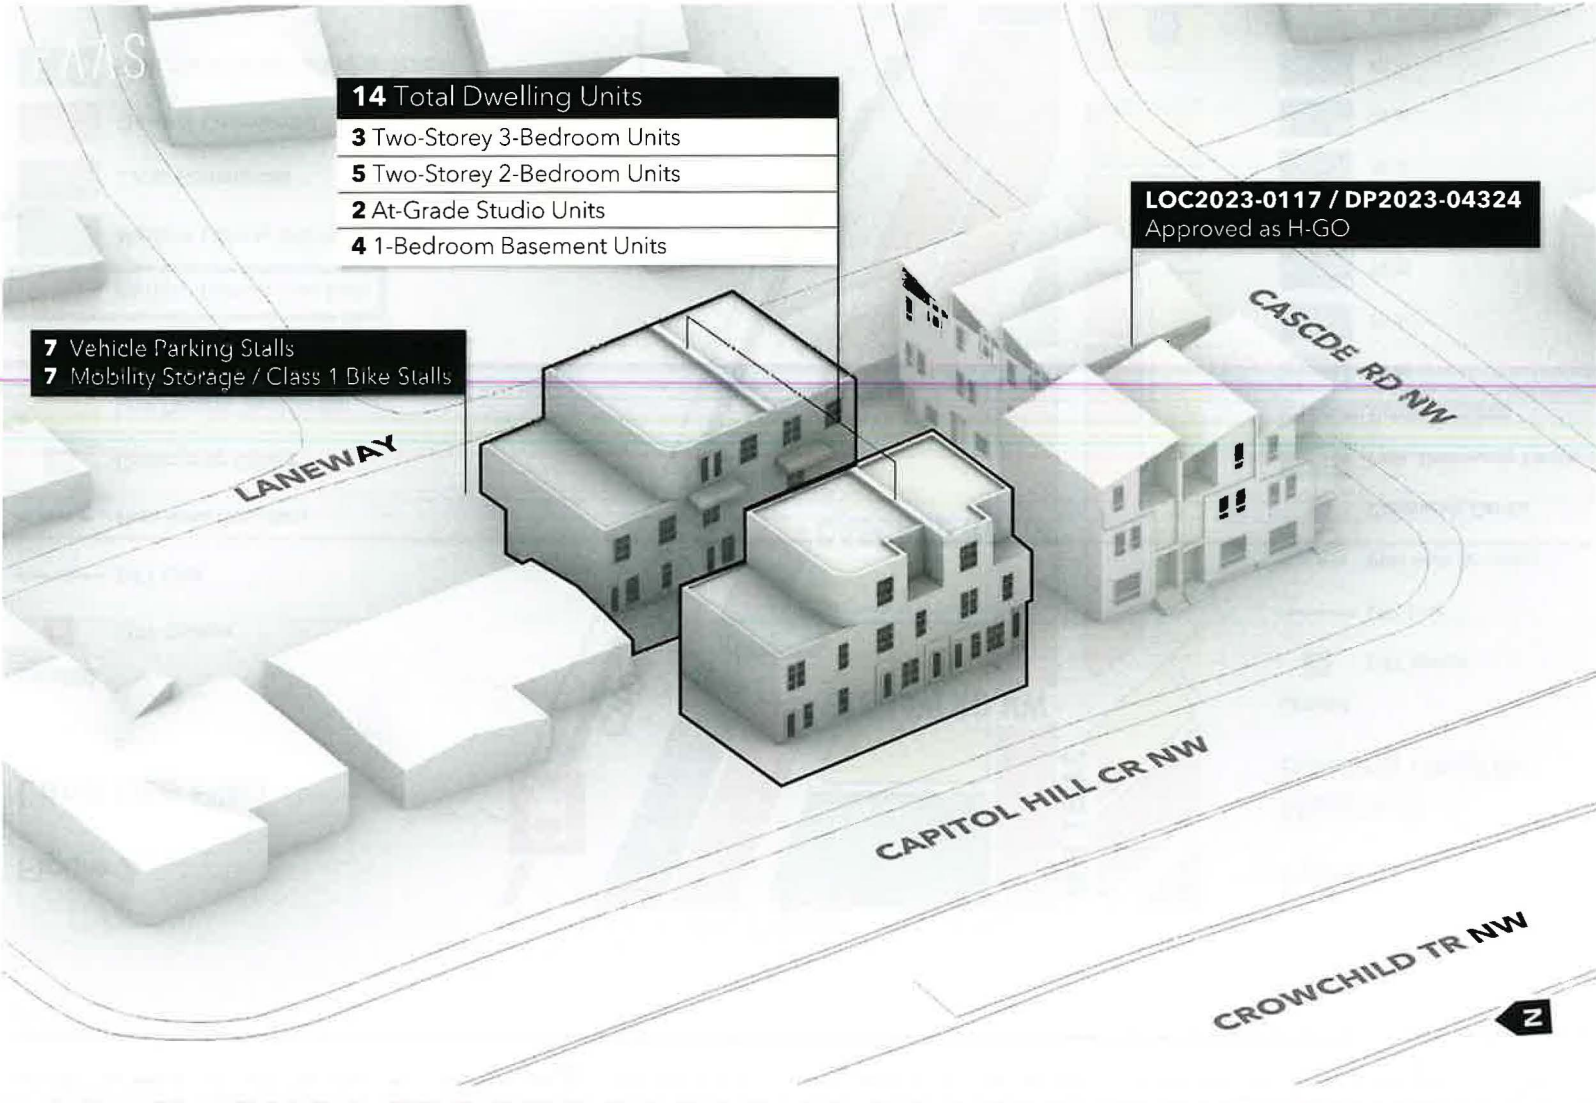 14 Total Dwelling Units
3 Two-Storey 3-Bedroom Units
5 Two-Storey 2-Bedroom Units
2 At-Grade Studio Units
4 1-Bedroom Basement Units
LOC2023-0117 / DP2023-04324
Approved as H-GO
7 Vehicle Parking Stalls
7 Mobility Storage / Class 1 Bike Stalls
CASCDE RD NW
LANEWAY
CAPITOL HILL CR NW
CROWCHILD TR NW
N